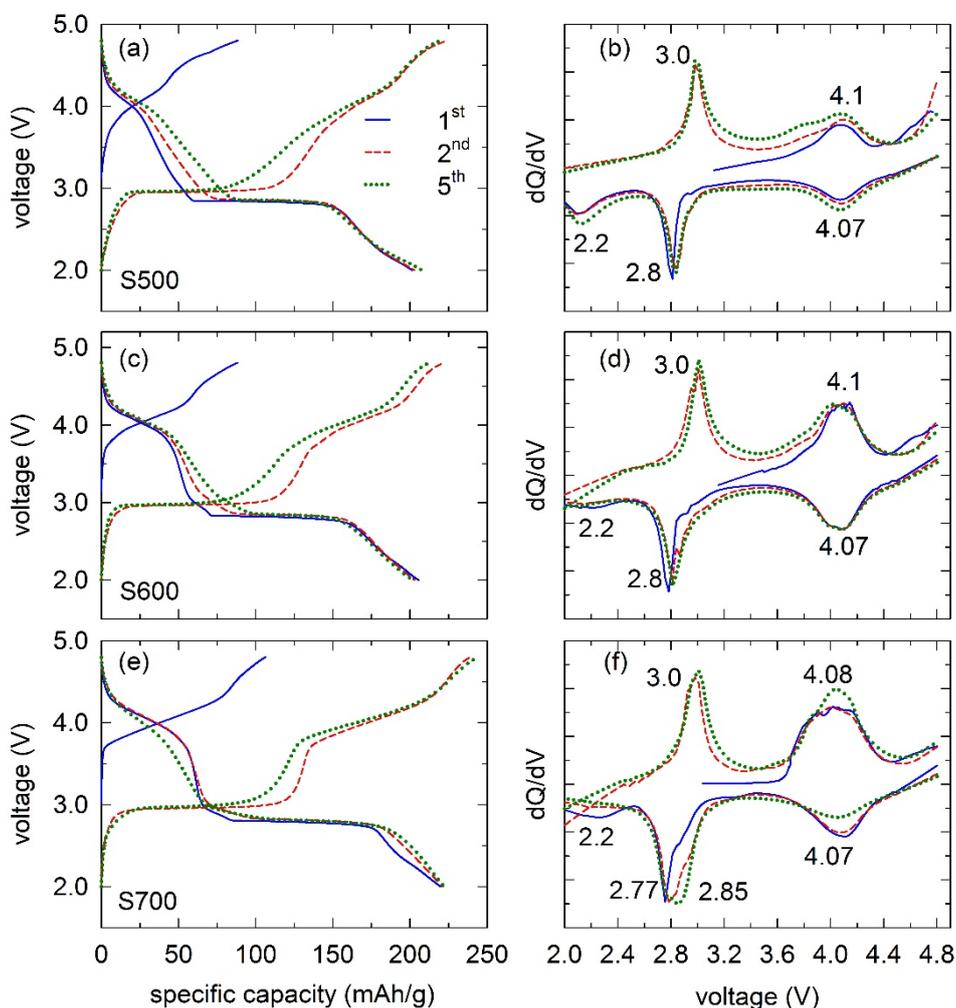 5.0
(a)
4.0
1st
2nd
5th
3.0
2.0
voltage (V)
S500
(b)
3.0
4.1
dQ/dV
2.2
2.8
4.07
5.0
(c)
4.0
3.0
2.0
voltage (V)
S600
(d)
3.0
4.1
dQ/dV
2.2
2.8
4.07
5.0
(e)
4.0
3.0
2.0
voltage (V)
S700
0 50 100 150 200 250
specific capacity (mAh/g)
(f)
3.0
4.08
dQ/dV
2.2
4.07
2.77 2.85
2.0 2.4 2.8 3.2 3.6 4.0 4.4 4.8
voltage (V)